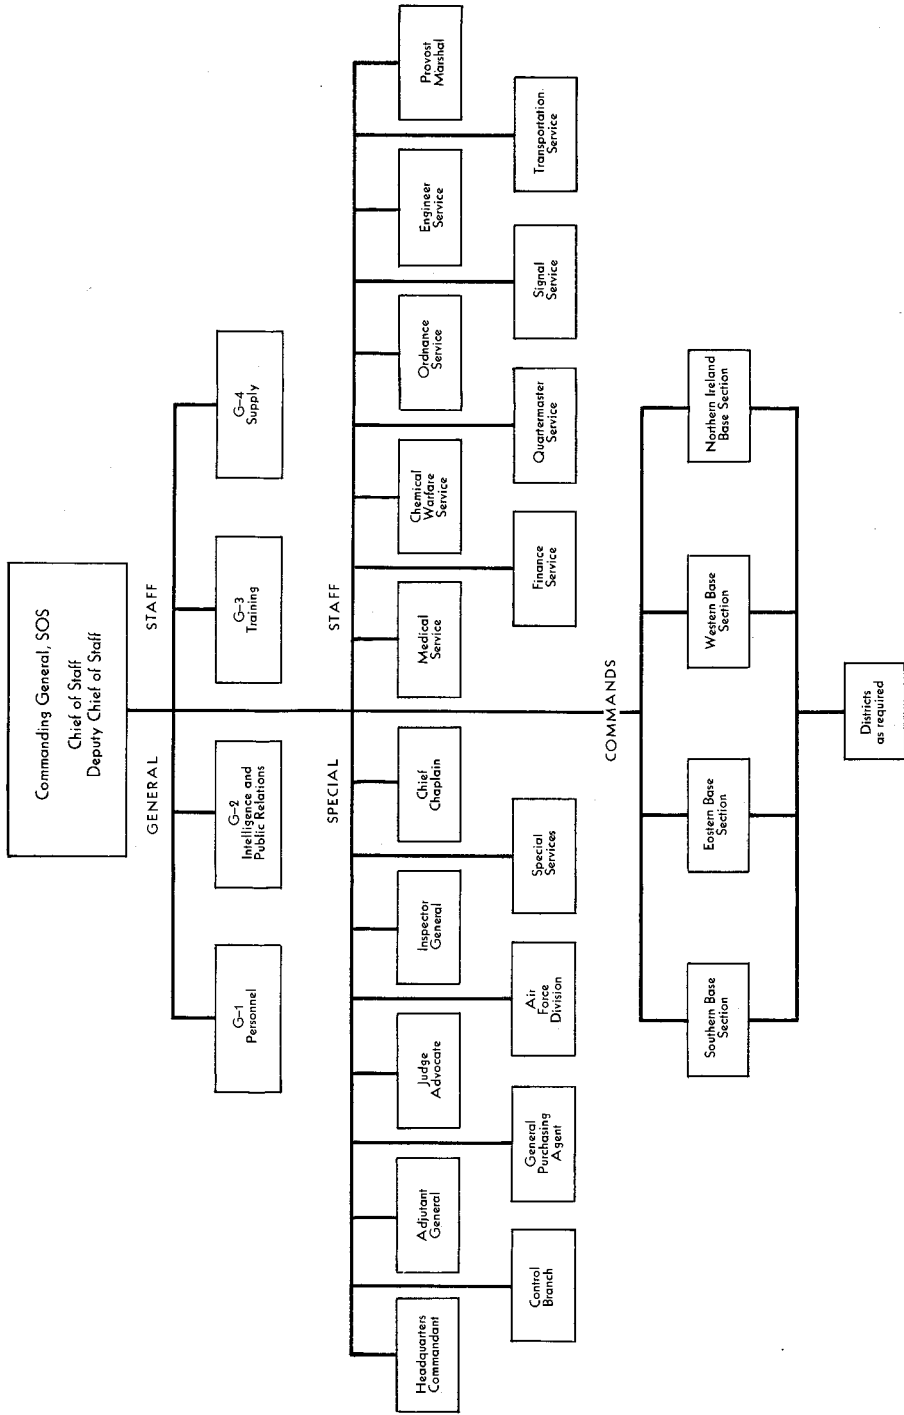 Commanding General, SOS
Chief of Staff
Deputy Chief of Staff
GENERAL STAFF
G-1
Personnel
G-2
Intelligence and
Public Relations
G-3
Training
G-4
Supply
SPECIAL STAFF
Headquarters
Commandant
Adjutant
General
Judge
Advocate
Inspector
General
Chief
Chaplain
Medical
Service
Chemical
Warfare
Service
Ordnance
Service
Engineer
Service
Provost
Marshal
Control
Branch
General
Purchasing
Agent
Air
Force
Division
Special
Services
Finance
Service
Quartermaster
Service
Signal
Service
Transportation
Service
COMMANDS
Southern Base
Section
Eastern Base
Section
Western Base
Section
Northern Ireland
Base Section
Districts
as required